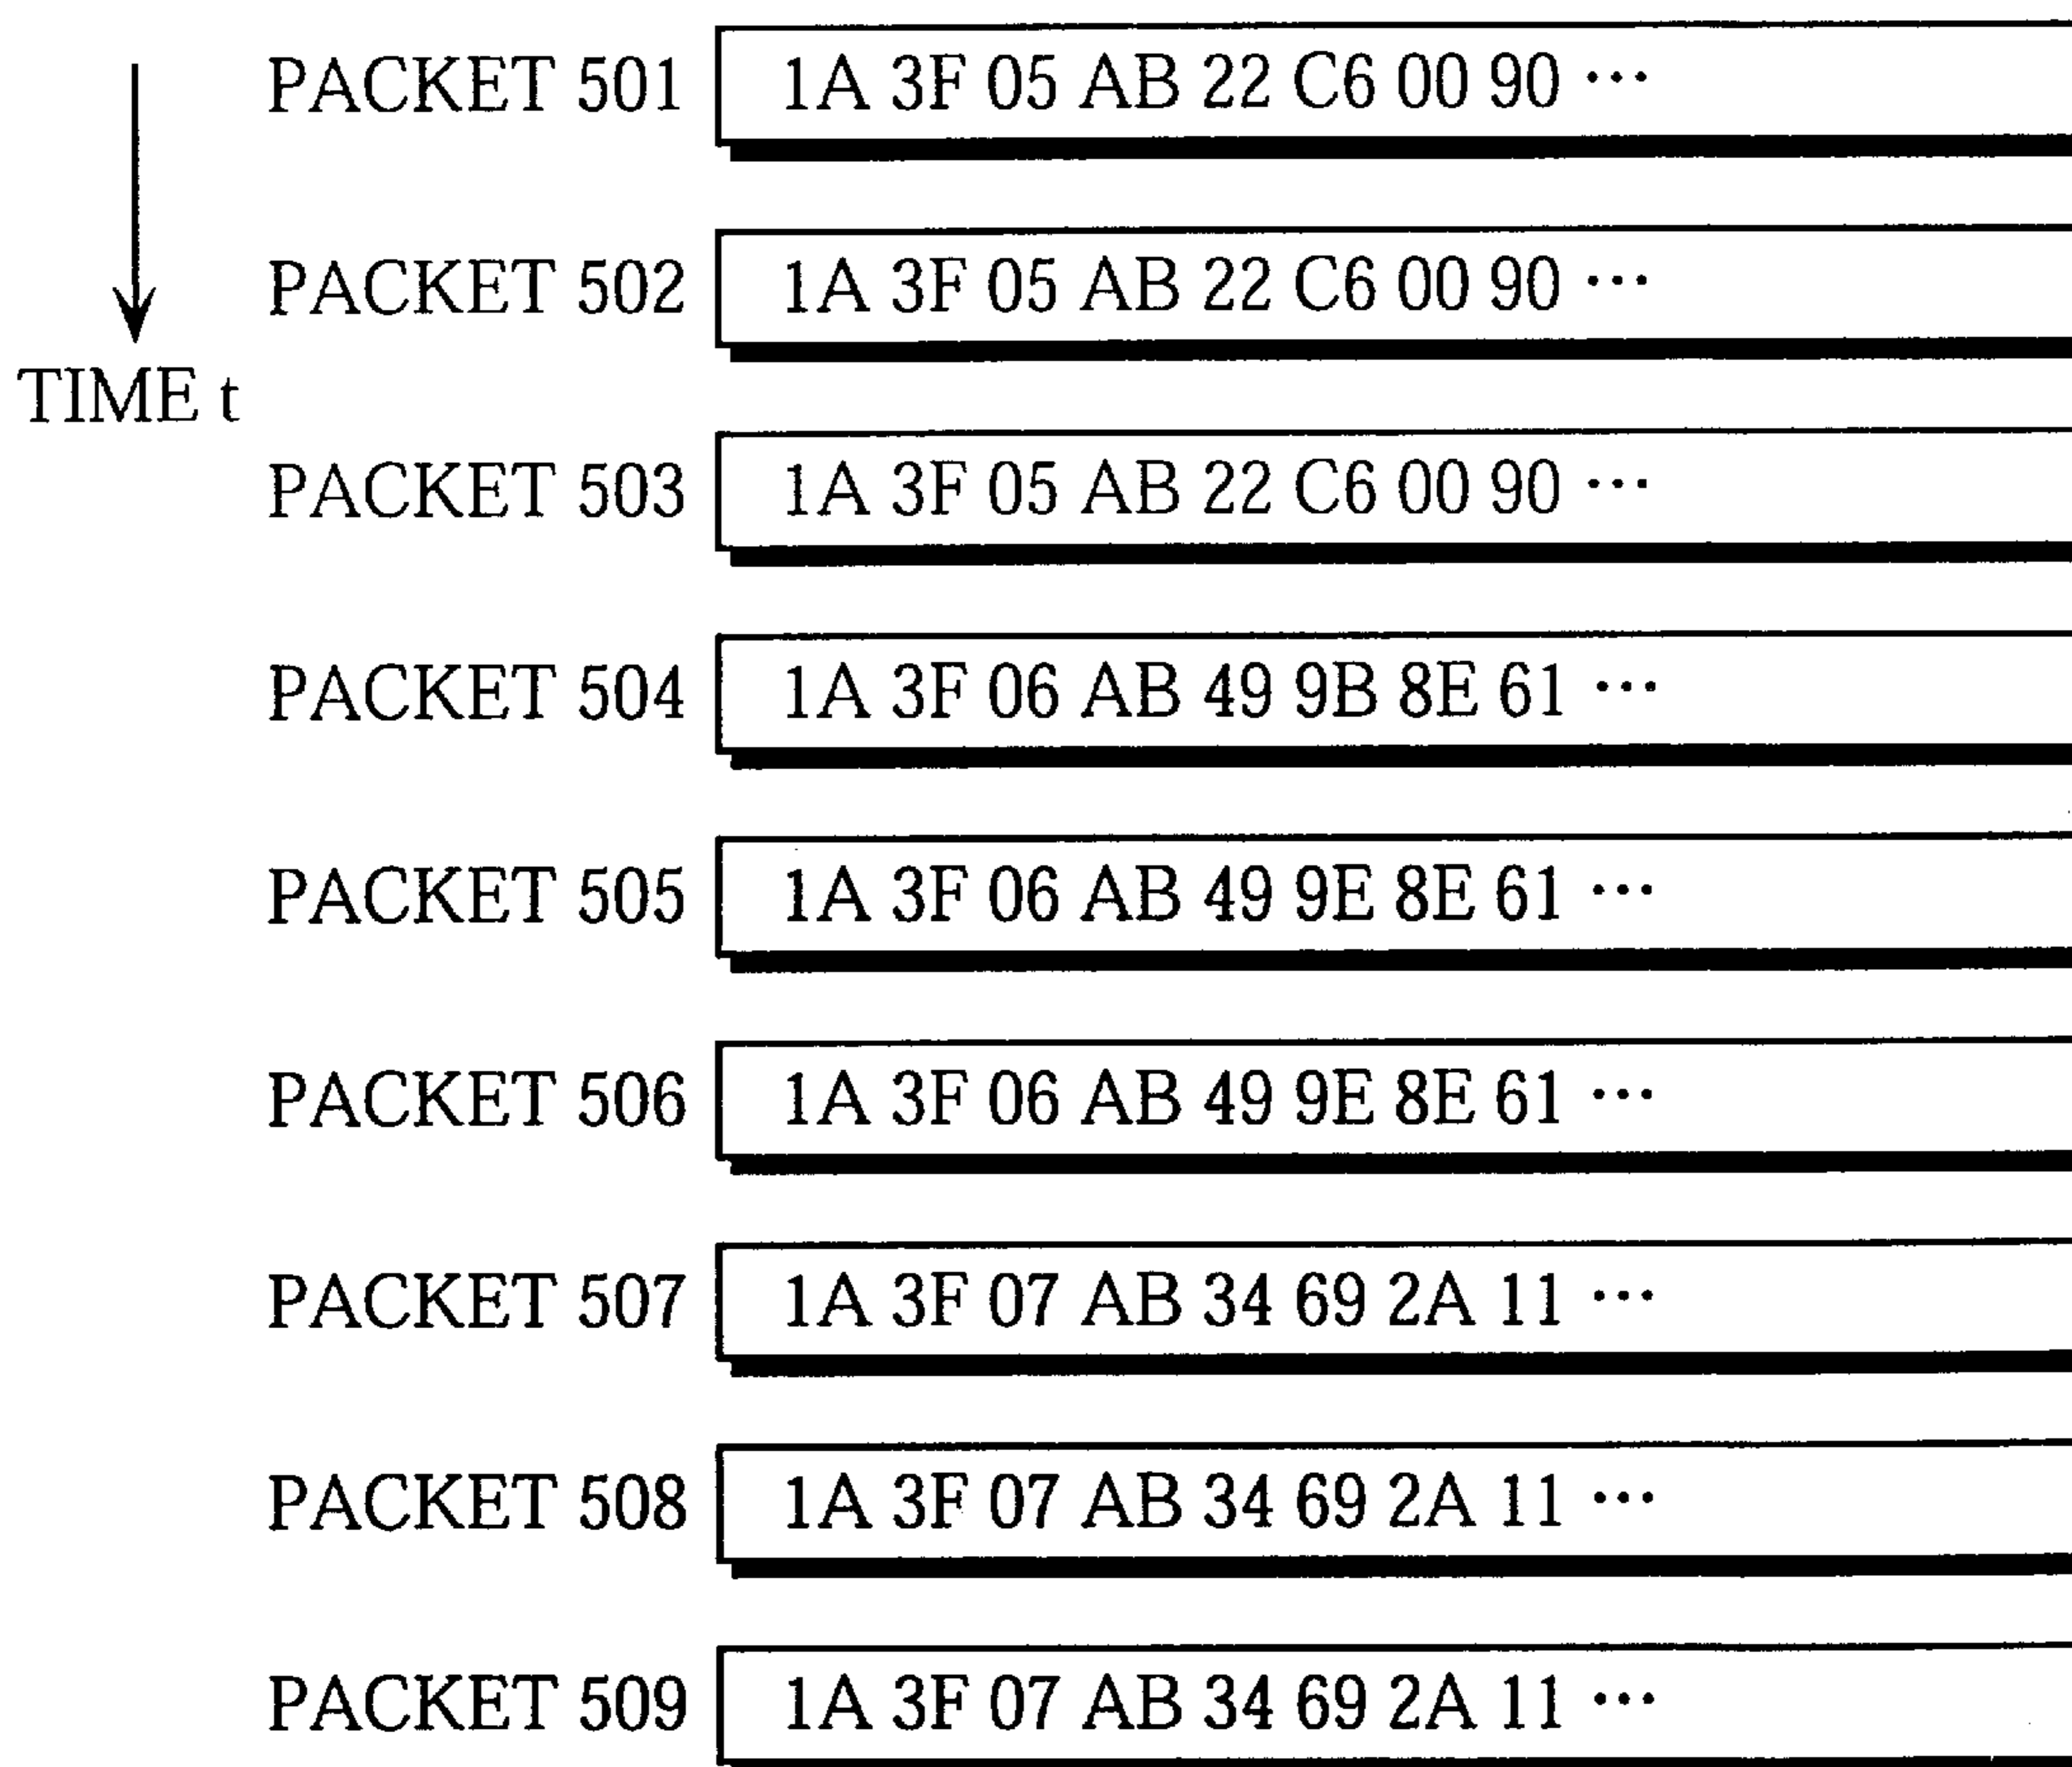 PACKET 501 1A 3F 05 AB 22 C6 00 90 ···
PACKET 502 1A 3F 05 AB 22 C6 00 90 ···
TIME t
PACKET 503 1A 3F 05 AB 22 C6 00 90 ···
PACKET 504 1A 3F 06 AB 49 9B 8E 61 ···
PACKET 505 1A 3F 06 AB 49 9E 8E 61 ···
PACKET 506 1A 3F 06 AB 49 9E 8E 61 ···
PACKET 507 1A 3F 07 AB 34 69 2A 11 ···
PACKET 508 1A 3F 07 AB 34 69 2A 11 ···
PACKET 509 1A 3F 07 AB 34 69 2A 11 ···